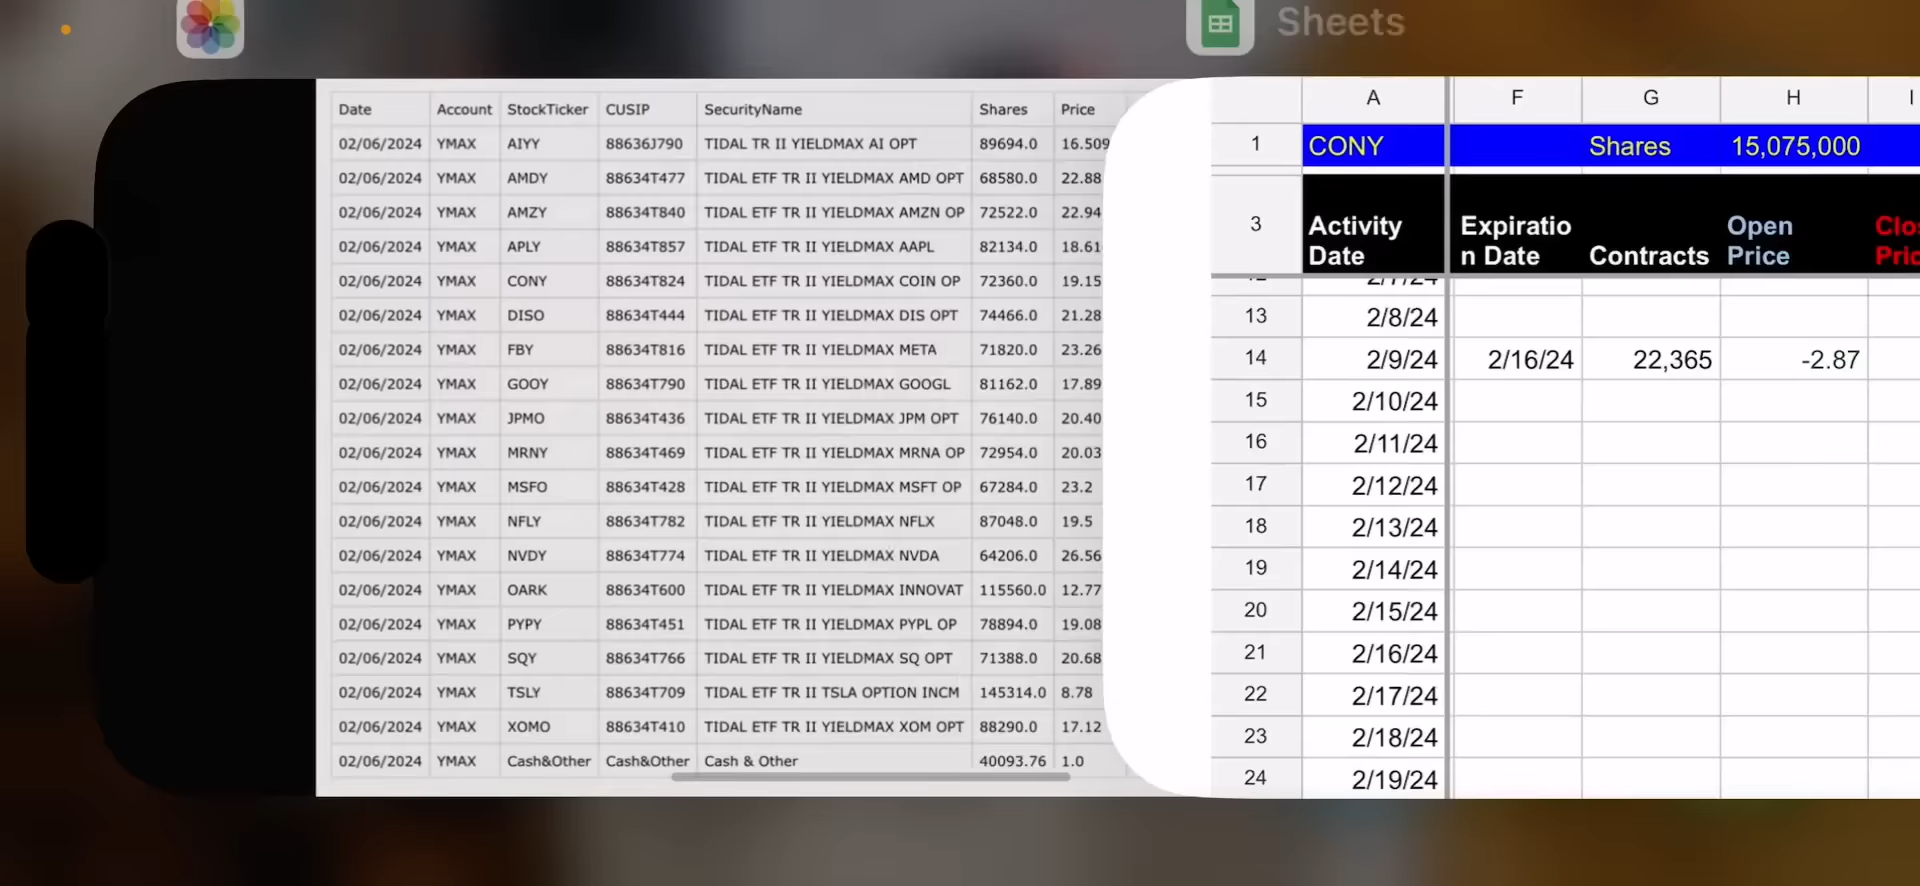 Sheets
Date Account StockTicker CUSIP SecurityName Shares Price
02/06/2024 YMAX AIYY 88636J790 TIDAL TR II YIELDMAX AI OPT 89694.0 16.509
02/06/2024 YMAX AMDY 88634T477 TIDAL ETF TR II YIELDMAX AMD OPT 68580.0 22.88
02/06/2024 YMAX AMZY 88634T840 TIDAL ETF TR II YIELDMAX AMZN OP 72522.0 22.94
02/06/2024 YMAX APLY 88634T857 TIDAL ETF TR II YIELDMAX AAPL 82134.0 18.61
02/06/2024 YMAX CONY 88634T824 TIDAL ETF TR II YIELDMAX COIN OP 72360.0 19.15
02/06/2024 YMAX DISO 88634T444 TIDAL ETF TR II YIELDMAX DIS OPT 74466.0 21.28
02/06/2024 YMAX FBY 88634T816 TIDAL ETF TR II YIELDMAX META 71820.0 23.26
02/06/2024 YMAX GOOY 88634T790 TIDAL ETF TR II YIELDMAX GOOGL 81162.0 17.89
02/06/2024 YMAX JPMO 88634T436 TIDAL ETF TR II YIELDMAX JPM OPT 76140.0 20.40
02/06/2024 YMAX MRNY 88634T469 TIDAL ETF TR II YIELDMAX MRNA OP 72954.0 20.03
02/06/2024 YMAX MSFO 88634T428 TIDAL ETF TR II YIELDMAX MSFT OP 67284.0 23.2
02/06/2024 YMAX NFLY 88634T782 TIDAL ETF TR II YIELDMAX NFLX 87048.0 19.5
02/06/2024 YMAX NVDY 88634T774 TIDAL ETF TR II YIELDMAX NVDA 64206.0 26.56
02/06/2024 YMAX OARK 88634T600 TIDAL ETF TR II YIELDMAX INNOVAT 115560.0 12.77
02/06/2024 YMAX PYPY 88634T451 TIDAL ETF TR II YIELDMAX PYPL OP 78894.0 19.08
02/06/2024 YMAX SQY 88634T766 TIDAL ETF TR II YIELDMAX SQ OPT 71388.0 20.68
02/06/2024 YMAX TSLY 88634T709 TIDAL ETF TR II TSLA OPTION INCM 145314.0 8.78
02/06/2024 YMAX XOMO 88634T410 TIDAL ETF TR II YIELDMAX XOM OPT 88290.0 17.12
02/06/2024 YMAX Cash&Other Cash&Other Cash & Other 40093.76 1.0
A F G H I
1 CONY Shares 15,075,000
3 Activity Date Expiratio n Date Contracts Open Price
13 2/8/24
14 2/9/24 2/16/24 22,365 -2.87
15 2/10/24
16 2/11/24
17 2/12/24
18 2/13/24
19 2/14/24
20 2/15/24
21 2/16/24
22 2/17/24
23 2/18/24
24 2/19/24